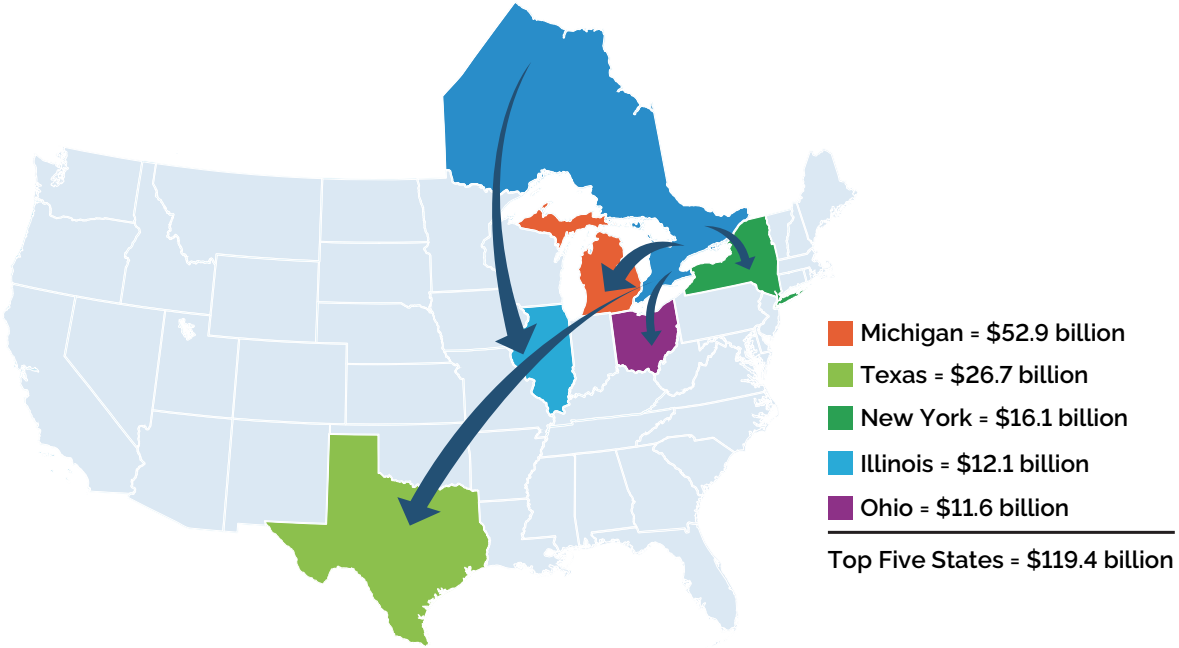 Michigan = $52.9 billion
Texas = $26.7 billion
New York = $16.1 billion
Illinois = $12.1 billion
Ohio = $11.6 billion
Top Five States = $119.4 billion